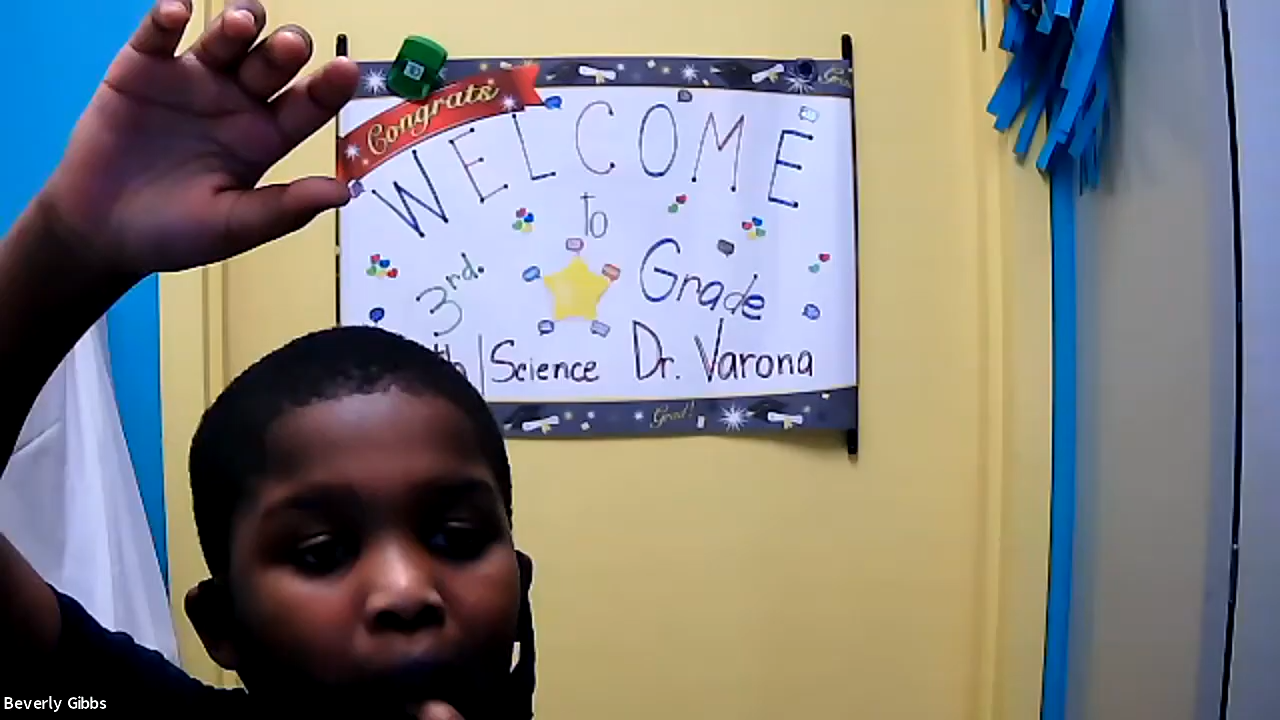 Congrats
WELCOME
to
3rd. Grade
Science Dr. Varona
Grad!
Beverly Gibbs